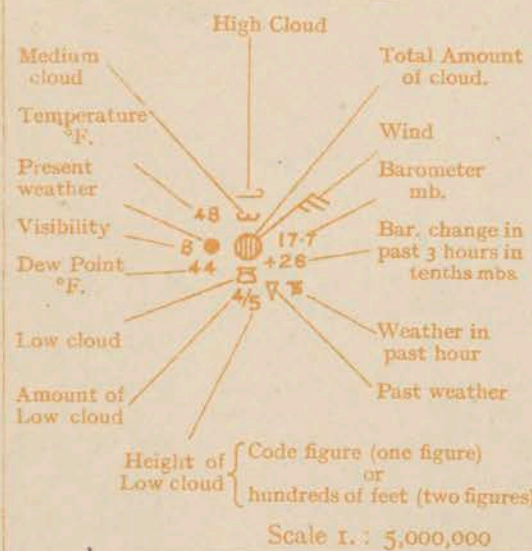 High Cloud
Medium
cloud
Total Amount
of cloud.
Temperature
°F.
Wind
Present
weather
Barometer
mb.
48
Visibility
8
17·7
Bar. change in
past 3 hours in
tenths mbs.
Dew Point
°F.
44
+26
4/5
Low cloud
Weather in
past hour
Amount of
Low cloud
Past weather
Height of
Low cloud
Code figure (one figure)
or
hundreds of feet (two figures)
Scale 1. : 5,000,000